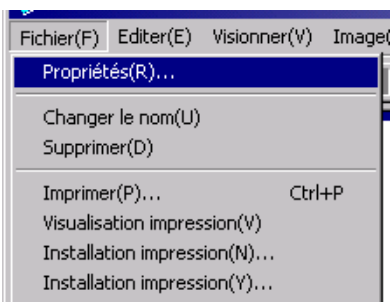 Fichier(F) Editer(E) Visionner(V) Image(
Propriétés(R)...
Changer le nom(U)
Supprimer(D)
Imprimer(P)... Ctrl+P
Visualisation impression(V)
Installation impression(N)...
Installation impression(Y)...